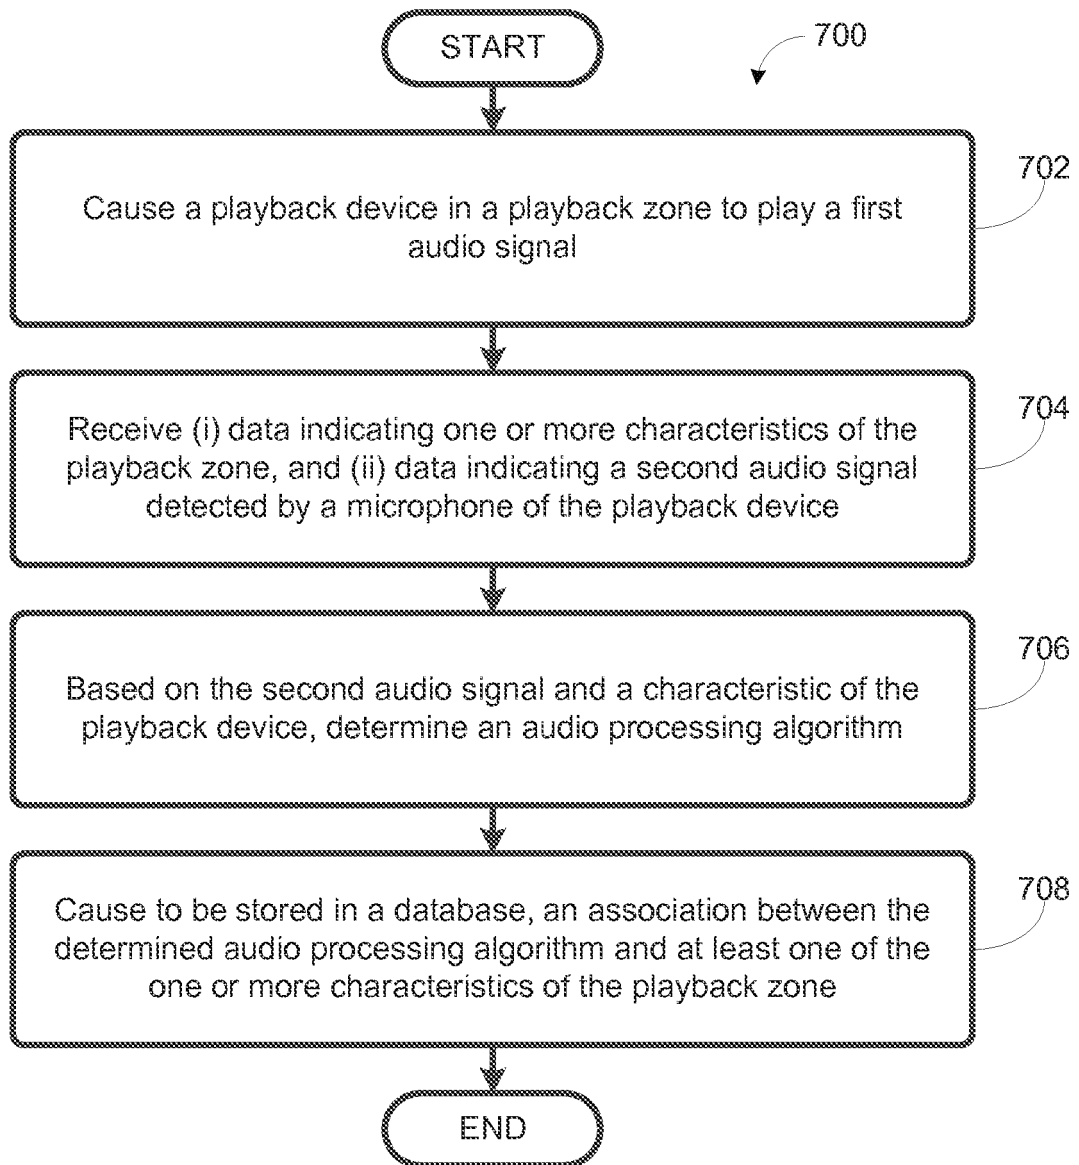 START
700
Cause a playback device in a playback zone to play a first
audio signal
702
Receive (i) data indicating one or more characteristics of the
playback zone, and (ii) data indicating a second audio signal
detected by a microphone of the playback device
704
Based on the second audio signal and a characteristic of the
playback device, determine an audio processing algorithm
706
Cause to be stored in a database, an association between the
determined audio processing algorithm and at least one of the
one or more characteristics of the playback zone
708
END